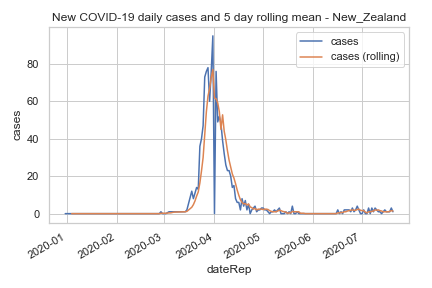 New COVID-19 daily cases and 5 day rolling mean - New_Zealand
cases
cases (rolling)
80
60
40
20
0
cases
2020-01
2020-02
2020-03
2020-04
2020-05
2020-06
2020-07
dateRep